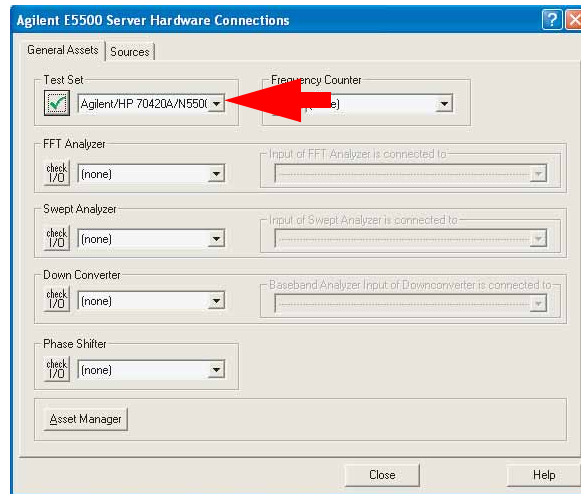 Agilent E5500 Server Hardware Connections
General Assets
Sources
Test Set
Agilent/HP 70420A/N550
Frequency Counter
FFT Analyzer
check I/O
(none)
Input of FFT Analyzer is connected to
Swept Analyzer
check I/O
(none)
Input of Swept Analyzer is connected to
Down Converter
check I/O
(none)
Baseband Analyzer Input of Downconverter is connected to
Phase Shifter
check I/O
(none)
Asset Manager
Close
Help